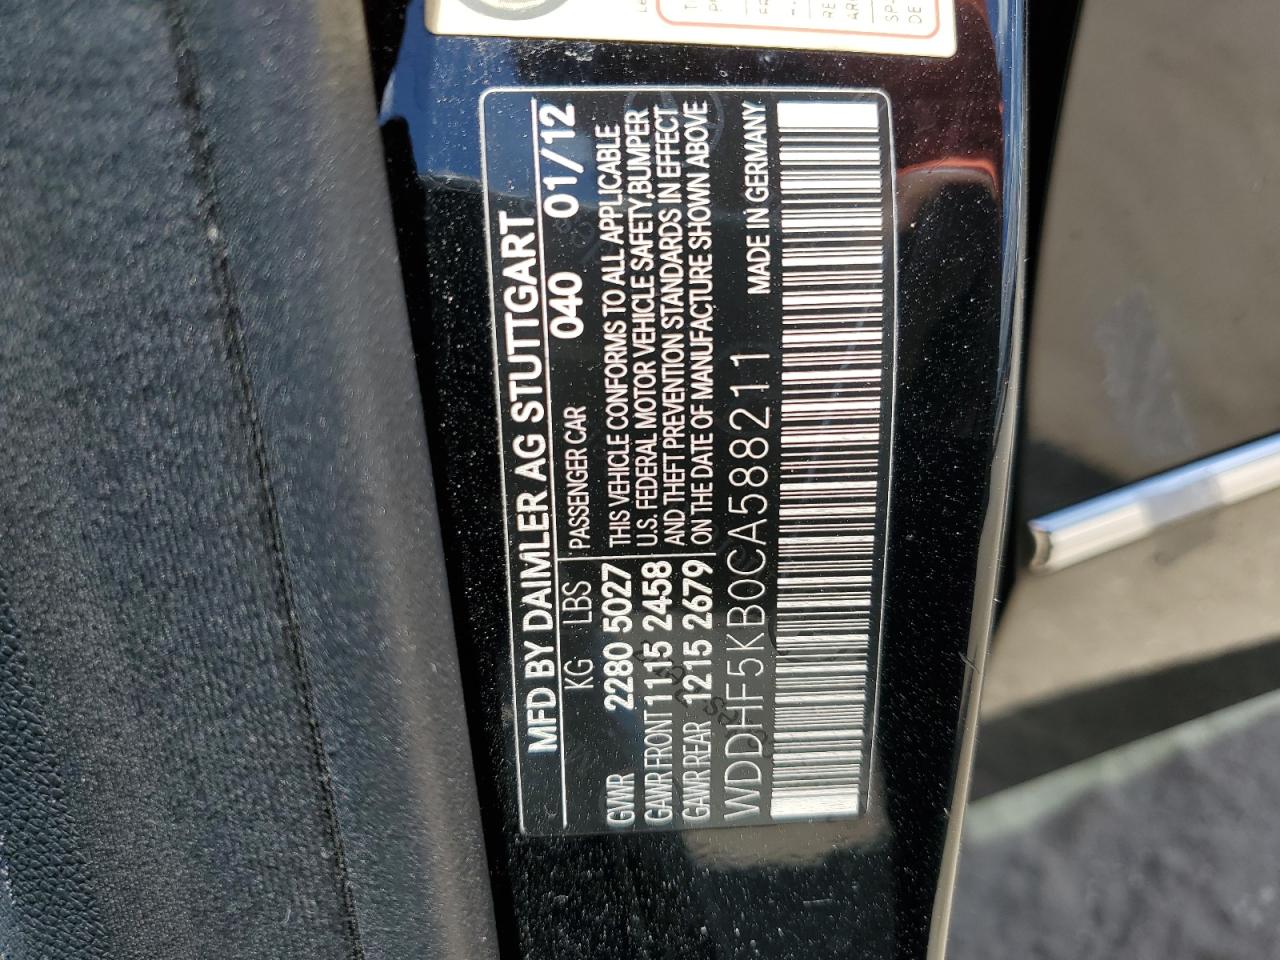 MFD BY DAIMLER AG STUTTGART
KG LBS PASSENGER CAR 040 01/12
GVWR 2280 5027 THIS VEHICLE CONFORMS TO ALL APPLICABLE
GAWR FRONT 1115 2458 U.S. FEDERAL MOTOR VEHICLE SAFETY,BUMPER
AND THEFT PREVENTION STANDARDS IN EFFECT
GAWR REAR 1215 2679 ON THE DATE OF MANUFACTURE SHOWN ABOVE
WDDHF5KB0CA588211 MADE IN GERMANY